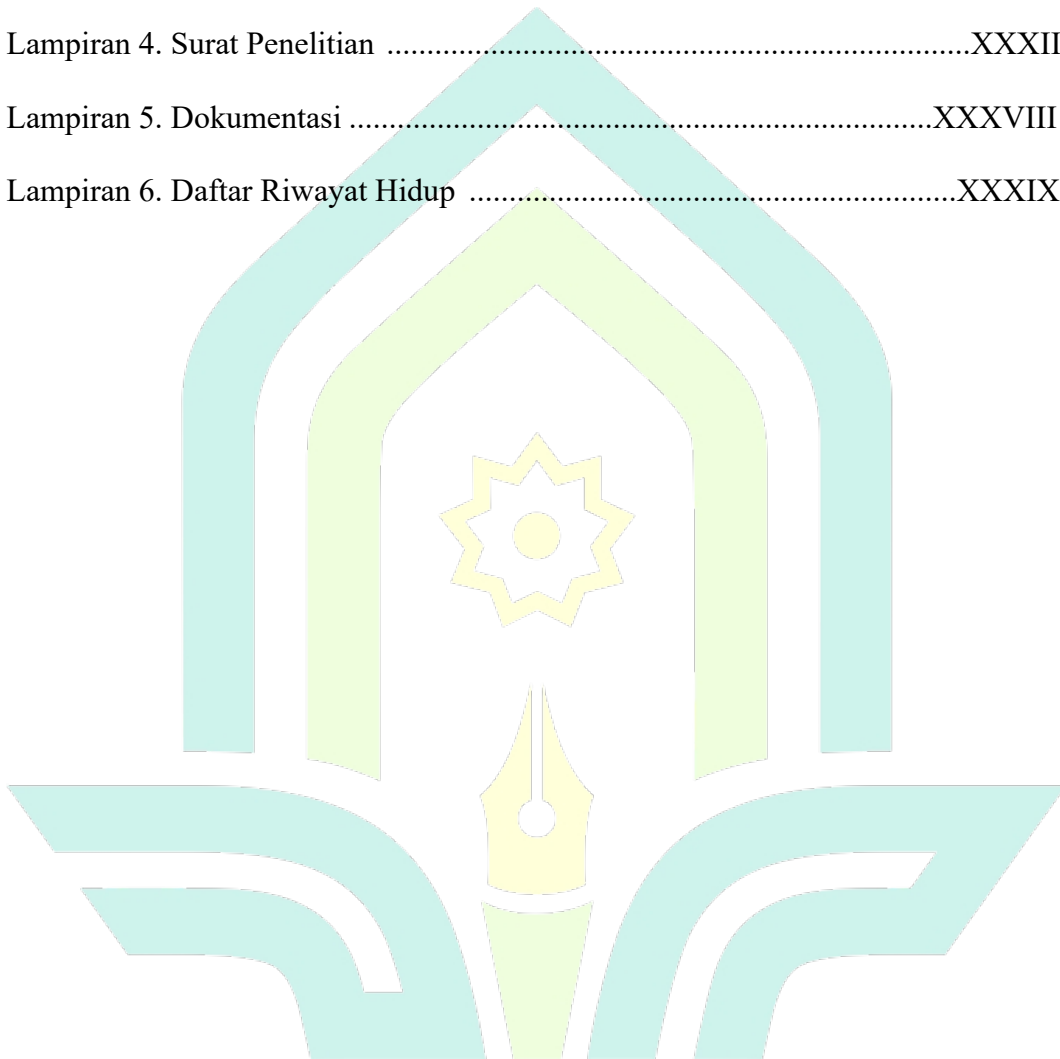 Lampiran 4. Surat Penelitian ........................................................................XXXII
Lampiran 5. Dokumentasi ........................................................................XXXVIII
Lampiran 6. Daftar Riwayat Hidup ............................................................XXXIX